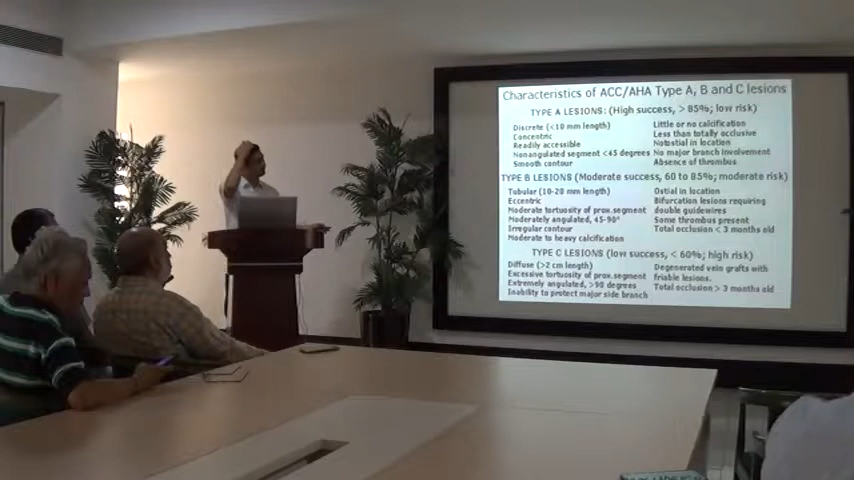 Characteristics of ACC/AHA Type A, B and C lesions
TYPE A LESIONS: (High success, > 85%; low risk)
Discrete (<10 mm length)
Concentric
Readily accessible
Nonangulated segment <45 degrees
Smooth contour
Little or no calcification
Less than totally occlusive
Not ostial in location
No major branch involvement
Absence of thrombus
TYPE B LESIONS (Moderate success, 60 to 85%; moderate risk)
Tubular (10-20 mm length)
Eccentric
Moderate tortuosity of prox.segment
Moderately angulated, 45-90°
Irregular contour
Moderate to heavy calcification
Ostial in location
Bifurcation lesions requiring
double guidewires
Some thrombus present
Total occlusion < 3 months old
TYPE C LESIONS (low success, < 60%; high risk)
Diffuse (>2 cm length)
Excessive tortuosity of prox.segment
Extremely angulated, >90 degrees
Inability to protect major side branch
Degenerated vein grafts with
friable lesions.
Total occlusion > 3 months old